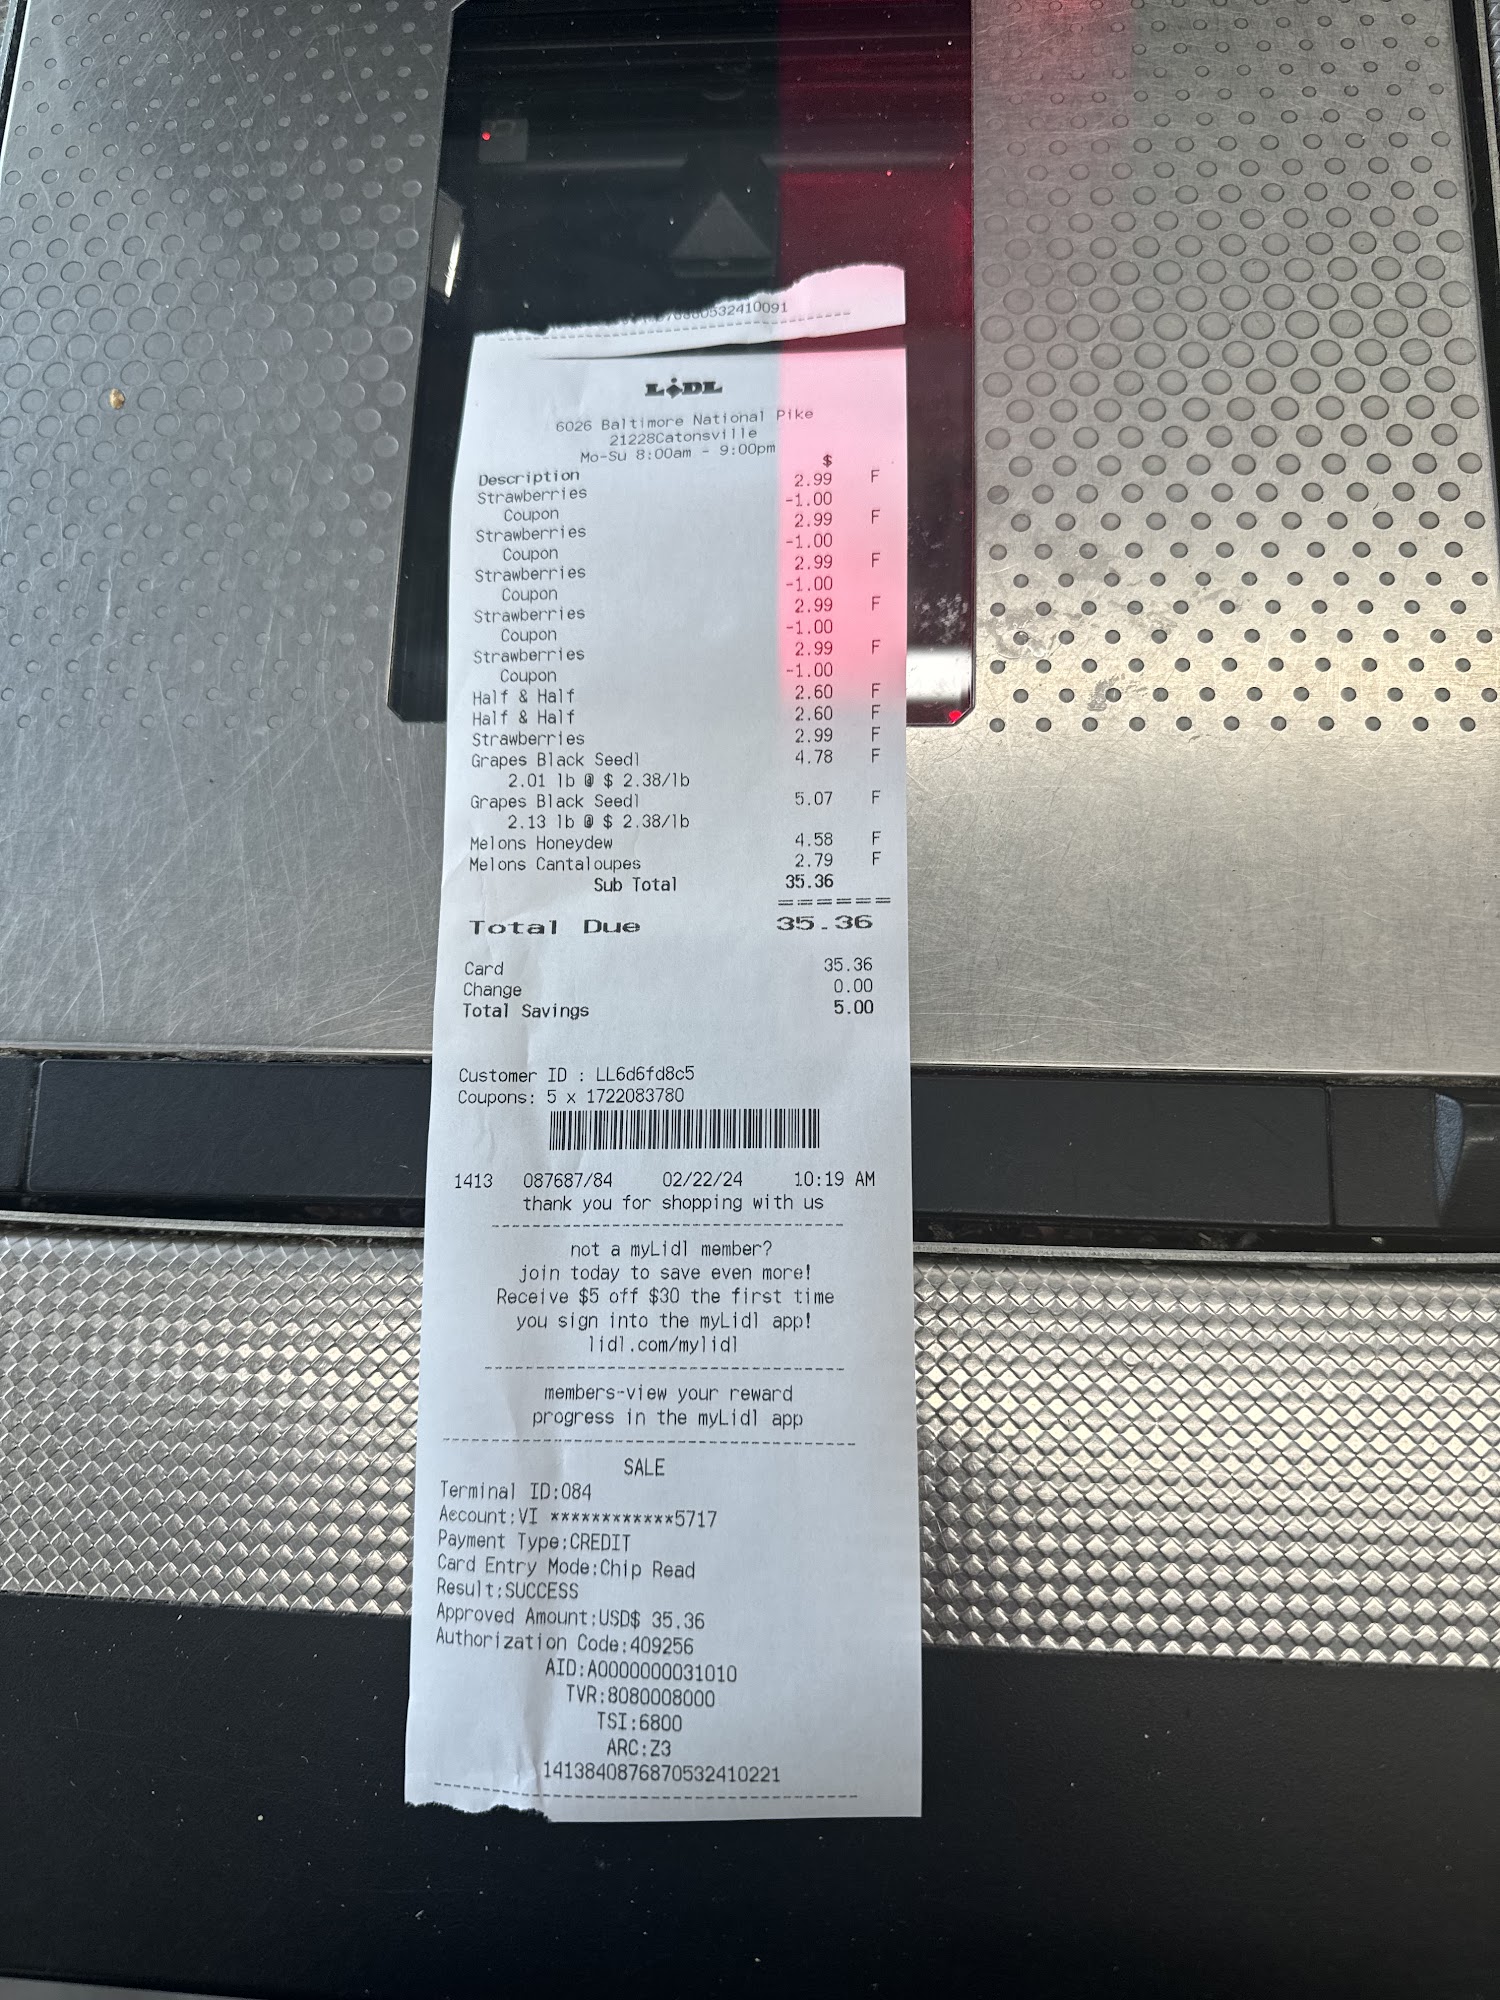 532410091
LIDL
6026 Baltimore National Pike
21228Catonsville
Mo-Su 8:00am - 9:00pm
Description $
Strawberries 2.99 F
Coupon -1.00
Strawberries 2.99 F
Coupon -1.00
Strawberries 2.99 F
Coupon -1.00
Strawberries 2.99 F
Coupon -1.00
Strawberries 2.99 F
Coupon -1.00
Half & Half 2.60 F
Half & Half 2.60 F
Strawberries 2.99 F
Grapes Black Seedl 4.78 F
2.01 lb @ $ 2.38/lb
Grapes Black Seedl 5.07 F
2.13 lb @ $ 2.38/lb
Melons Honeydew 4.58 F
Melons Cantaloupes 2.79 F
Sub Total 35.36
======
Total Due 35.36
Card 35.36
Change 0.00
Total Savings 5.00
Customer ID : LL6d6fd8c5
Coupons: 5 x 1722083780
1413 087687/84 02/22/24 10:19 AM
thank you for shopping with us
not a myLidl member?
join today to save even more!
Receive $5 off $30 the first time
you sign into the myLidl app!
lidl.com/mylidl
members-view your reward
progress in the myLidl app
SALE
Terminal ID:084
Account:VI ************5717
Payment Type:CREDIT
Card Entry Mode:Chip Read
Result:SUCCESS
Approved Amount:USD$ 35.36
Authorization Code:409256
AID:A0000000031010
TVR:8080008000
TSI:6800
ARC:Z3
1413840876870532410221